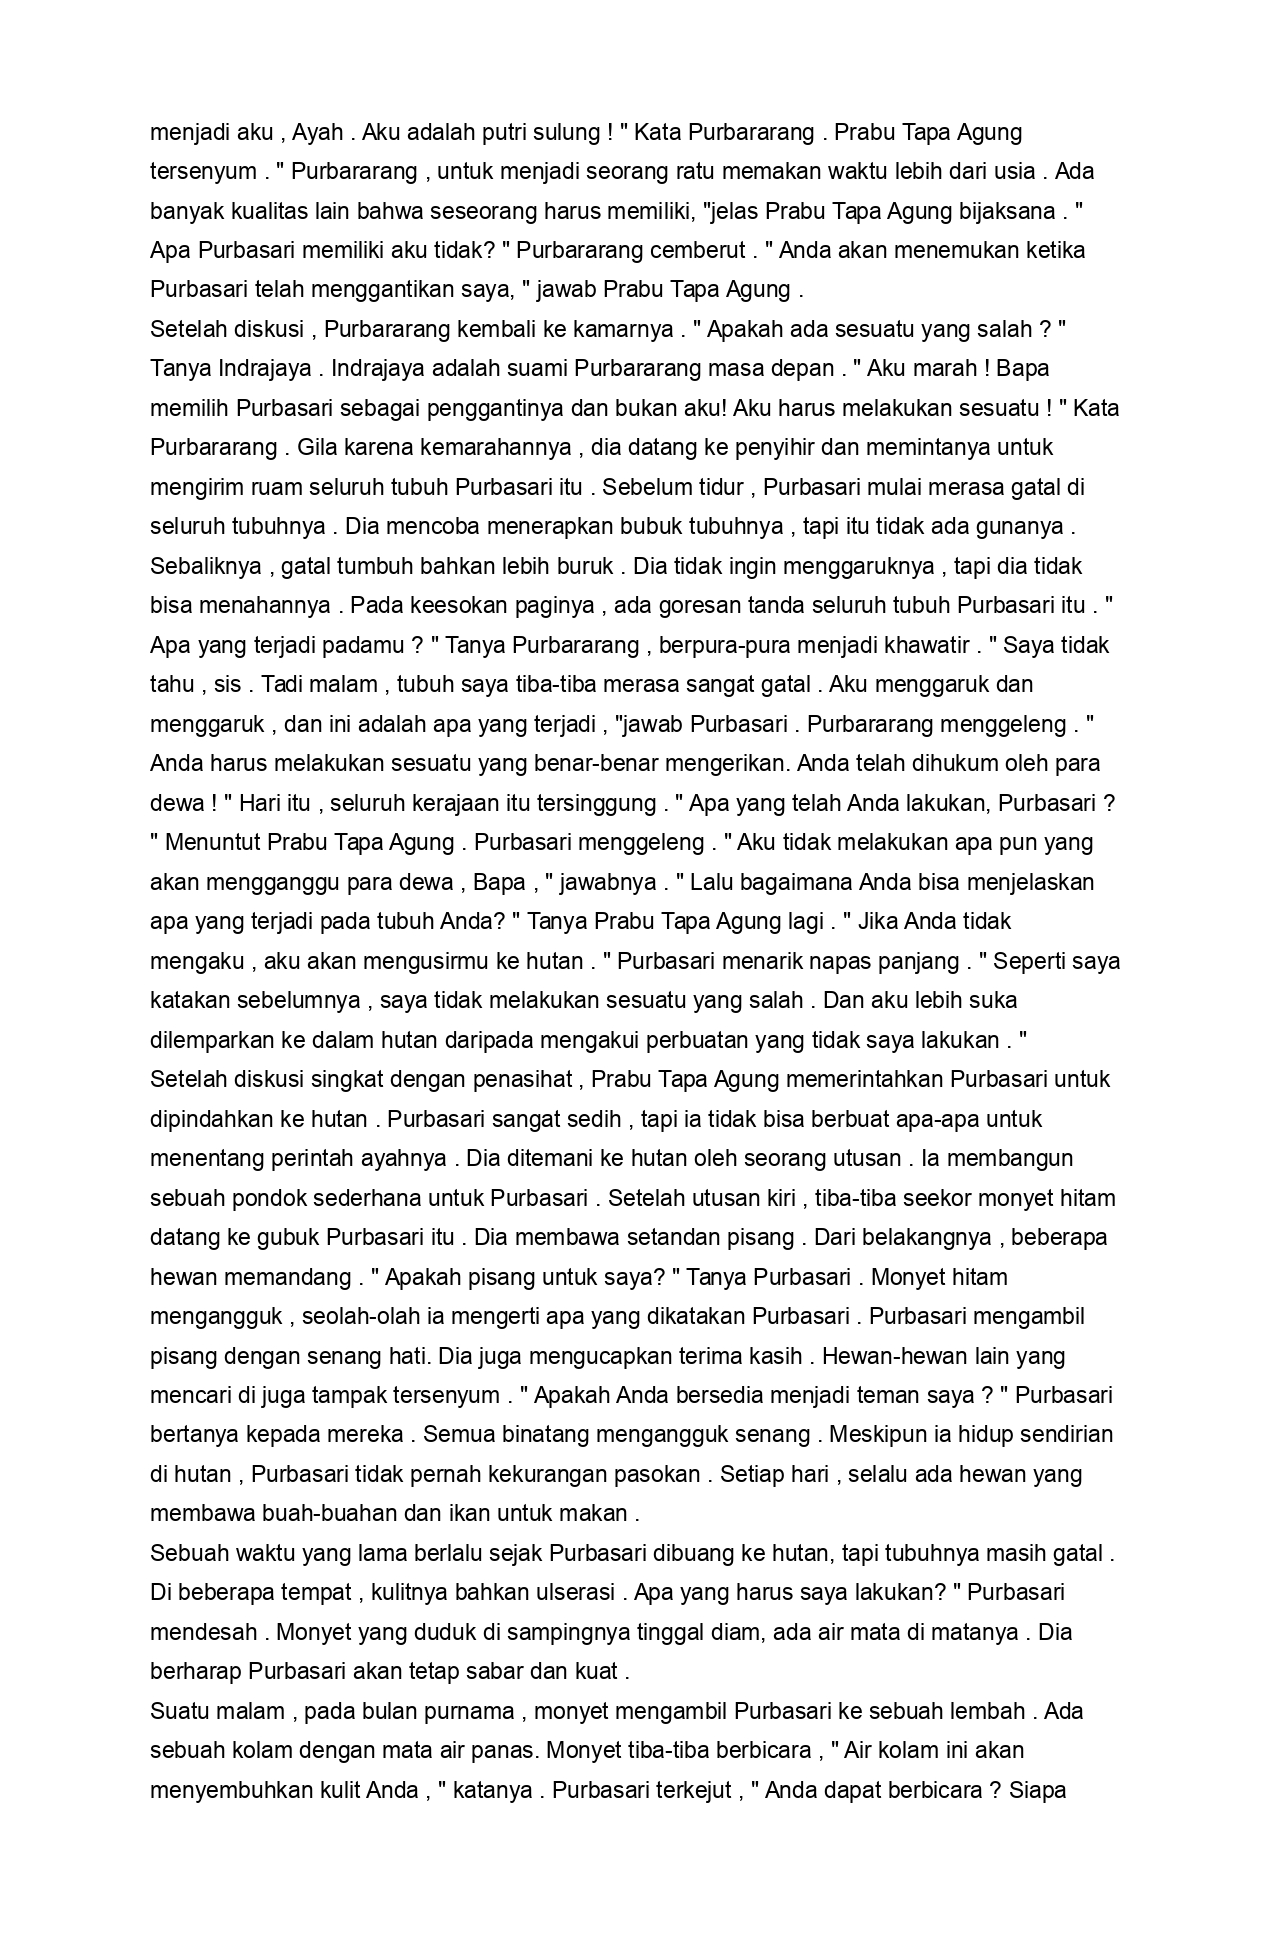 menjadi aku , Ayah . Aku adalah putri sulung ! " Kata Purbararang . Prabu Tapa Agung
tersenyum . " Purbararang , untuk menjadi seorang ratu memakan waktu lebih dari usia . Ada
banyak kualitas lain bahwa seseorang harus memiliki, "jelas Prabu Tapa Agung bijaksana . "
Apa Purbasari memiliki aku tidak? " Purbararang cemberut . " Anda akan menemukan ketika
Purbasari telah menggantikan saya, " jawab Prabu Tapa Agung .
Setelah diskusi , Purbararang kembali ke kamarnya . " Apakah ada sesuatu yang salah ? "
Tanya Indrajaya . Indrajaya adalah suami Purbararang masa depan . " Aku marah ! Bapa
memilih Purbasari sebagai penggantinya dan bukan aku! Aku harus melakukan sesuatu ! " Kata
Purbararang . Gila karena kemarahannya , dia datang ke penyihir dan memintanya untuk
mengirim ruam seluruh tubuh Purbasari itu . Sebelum tidur , Purbasari mulai merasa gatal di
seluruh tubuhnya . Dia mencoba menerapkan bubuk tubuhnya , tapi itu tidak ada gunanya .
Sebaliknya , gatal tumbuh bahkan lebih buruk . Dia tidak ingin menggaruknya , tapi dia tidak
bisa menahannya . Pada keesokan paginya , ada goresan tanda seluruh tubuh Purbasari itu . "
Apa yang terjadi padamu ? " Tanya Purbararang , berpura-pura menjadi khawatir . " Saya tidak
tahu , sis . Tadi malam , tubuh saya tiba-tiba merasa sangat gatal . Aku menggaruk dan
menggaruk , dan ini adalah apa yang terjadi , "jawab Purbasari . Purbararang menggeleng . "
Anda harus melakukan sesuatu yang benar-benar mengerikan. Anda telah dihukum oleh para
dewa ! " Hari itu , seluruh kerajaan itu tersinggung . " Apa yang telah Anda lakukan, Purbasari ?
" Menuntut Prabu Tapa Agung . Purbasari menggeleng . " Aku tidak melakukan apa pun yang
akan mengganggu para dewa , Bapa , " jawabnya . " Lalu bagaimana Anda bisa menjelaskan
apa yang terjadi pada tubuh Anda? " Tanya Prabu Tapa Agung lagi . " Jika Anda tidak
mengaku , aku akan mengusirmu ke hutan . " Purbasari menarik napas panjang . " Seperti saya
katakan sebelumnya , saya tidak melakukan sesuatu yang salah . Dan aku lebih suka
dilemparkan ke dalam hutan daripada mengakui perbuatan yang tidak saya lakukan . "
Setelah diskusi singkat dengan penasihat , Prabu Tapa Agung memerintahkan Purbasari untuk
dipindahkan ke hutan . Purbasari sangat sedih , tapi ia tidak bisa berbuat apa-apa untuk
menentang perintah ayahnya . Dia ditemani ke hutan oleh seorang utusan . Ia membangun
sebuah pondok sederhana untuk Purbasari . Setelah utusan kiri , tiba-tiba seekor monyet hitam
datang ke gubuk Purbasari itu . Dia membawa setandan pisang . Dari belakangnya , beberapa
hewan memandang . " Apakah pisang untuk saya? " Tanya Purbasari . Monyet hitam
mengangguk , seolah-olah ia mengerti apa yang dikatakan Purbasari . Purbasari mengambil
pisang dengan senang hati. Dia juga mengucapkan terima kasih . Hewan-hewan lain yang
mencari di juga tampak tersenyum . " Apakah Anda bersedia menjadi teman saya ? " Purbasari
bertanya kepada mereka . Semua binatang mengangguk senang . Meskipun ia hidup sendirian
di hutan , Purbasari tidak pernah kekurangan pasokan . Setiap hari , selalu ada hewan yang
membawa buah-buahan dan ikan untuk makan .
Sebuah waktu yang lama berlalu sejak Purbasari dibuang ke hutan, tapi tubuhnya masih gatal .
Di beberapa tempat , kulitnya bahkan ulserasi . Apa yang harus saya lakukan? " Purbasari
mendesah . Monyet yang duduk di sampingnya tinggal diam, ada air mata di matanya . Dia
berharap Purbasari akan tetap sabar dan kuat .
Suatu malam , pada bulan purnama , monyet mengambil Purbasari ke sebuah lembah . Ada
sebuah kolam dengan mata air panas. Monyet tiba-tiba berbicara , " Air kolam ini akan
menyembuhkan kulit Anda , " katanya . Purbasari terkejut , " Anda dapat berbicara ? Siapa